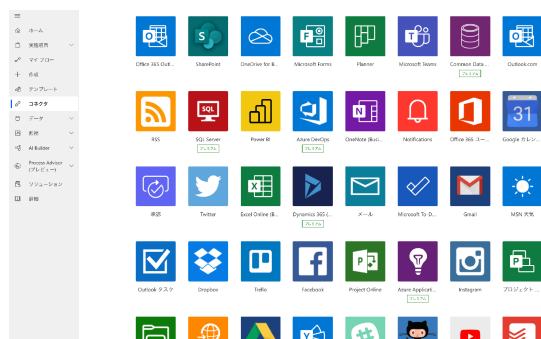 ホーム
実施項目
マイ フロー
作成
テンプレート
コネクタ
データ
監視
AI Builder
Process Advisor
(プレビュー)
ソリューション
詳細
Office 365 Outl...
SharePoint
OneDrive for B...
Microsoft Forms
Planner
Microsoft Teams
Common Data...
プレミアム
Outlook.com
RSS
SQL
SQL Server
プレミアム
Power BI
Azure DevOps
プレミアム
OneNote (Busi...
Notifications
Office 365 ユー...
31
Google カレン...
承認
Twitter
Excel Online (B...
Dynamics 365 (...
プレミアム
メール
Microsoft To-D...
Gmail
MSN 天気
Outlook タスク
Dropbox
Trello
Facebook
Project Online
Azure Applicati...
プレミアム
Instagram
プロジェクト ...